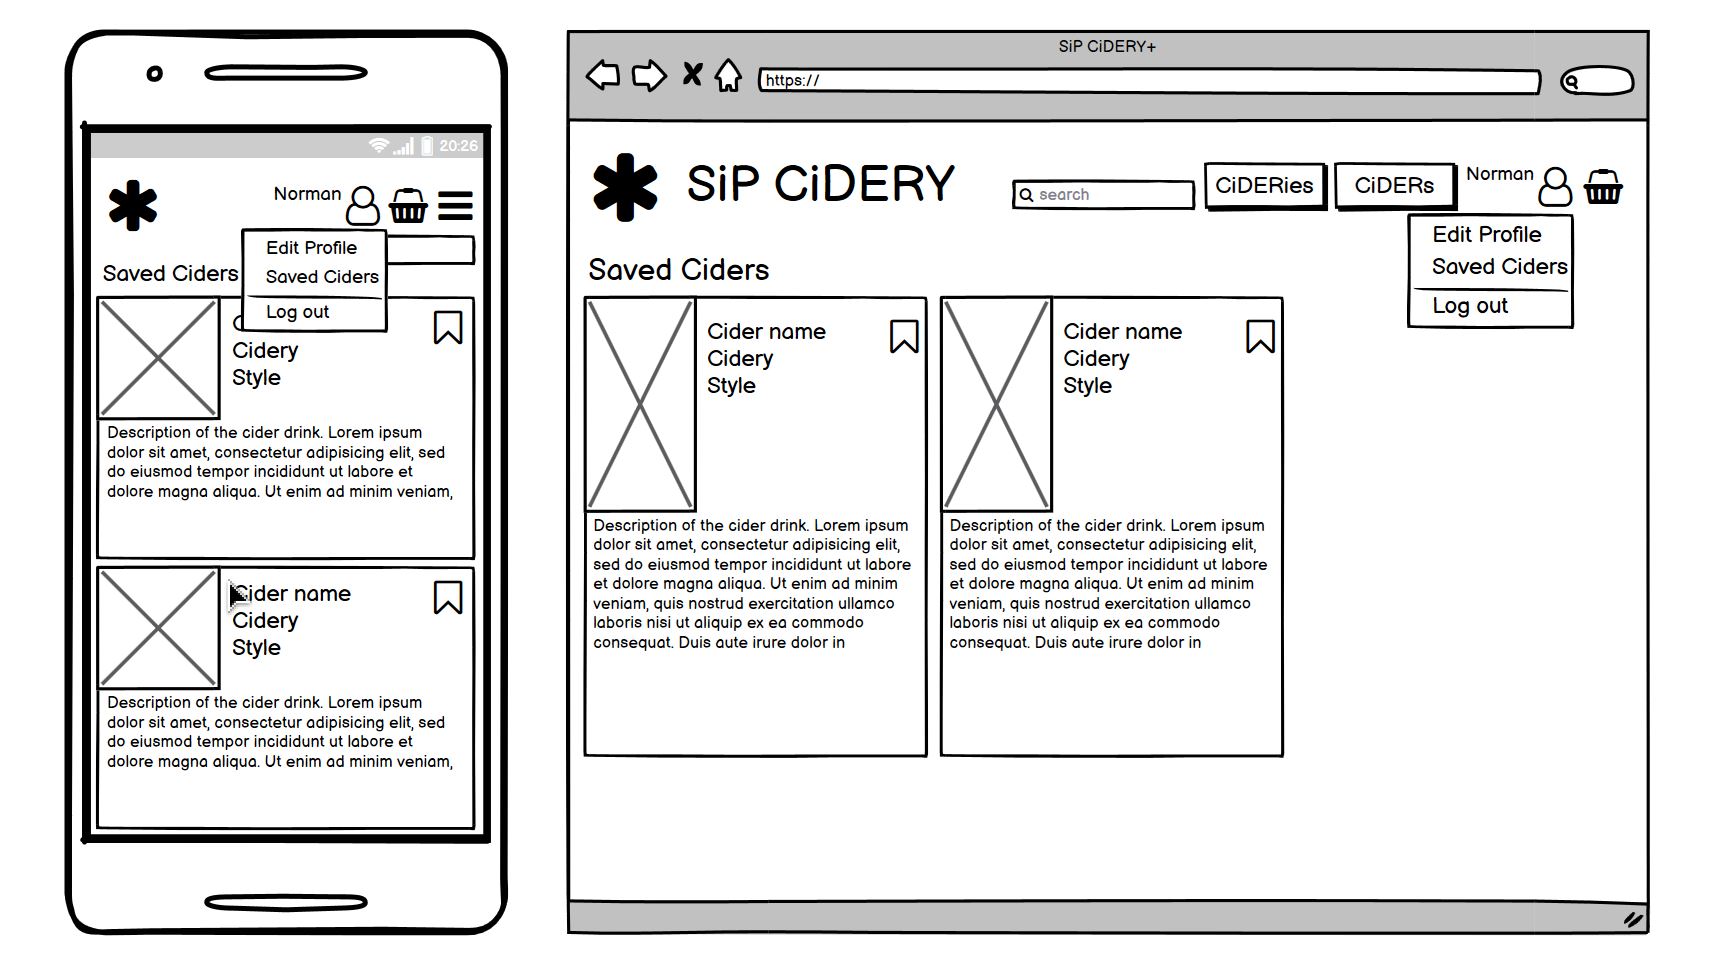 20:26
Norman
Edit Profile
Saved Ciders
Saved Ciders
Log out
Cidery
Style
Description of the cider drink. Lorem ipsum
dolor sit amet, consectetur adipisicing elit, sed
do eiusmod tempor incididunt ut labore et
dolore magna aliqua. Ut enim ad minim veniam,
Cider name
Cidery
Style
Description of the cider drink. Lorem ipsum
dolor sit amet, consectetur adipisicing elit, sed
do eiusmod tempor incididunt ut labore et
dolore magna aliqua. Ut enim ad minim veniam,
SiP CiDERY+
https://
SiP CiDERY
search
CiDERies
CiDERs
Norman
Edit Profile
Saved Ciders
Log out
Saved Ciders
Cider name
Cidery
Style
Description of the cider drink. Lorem ipsum
dolor sit amet, consectetur adipisicing elit,
sed do eiusmod tempor incididunt ut labore
et dolore magna aliqua. Ut enim ad minim
veniam, quis nostrud exercitation ullamco
laboris nisi ut aliquip ex ea commodo
consequat. Duis aute irure dolor in
Cider name
Cidery
Style
Description of the cider drink. Lorem ipsum
dolor sit amet, consectetur adipisicing elit,
sed do eiusmod tempor incididunt ut labore
et dolore magna aliqua. Ut enim ad minim
veniam, quis nostrud exercitation ullamco
laboris nisi ut aliquip ex ea commodo
consequat. Duis aute irure dolor in